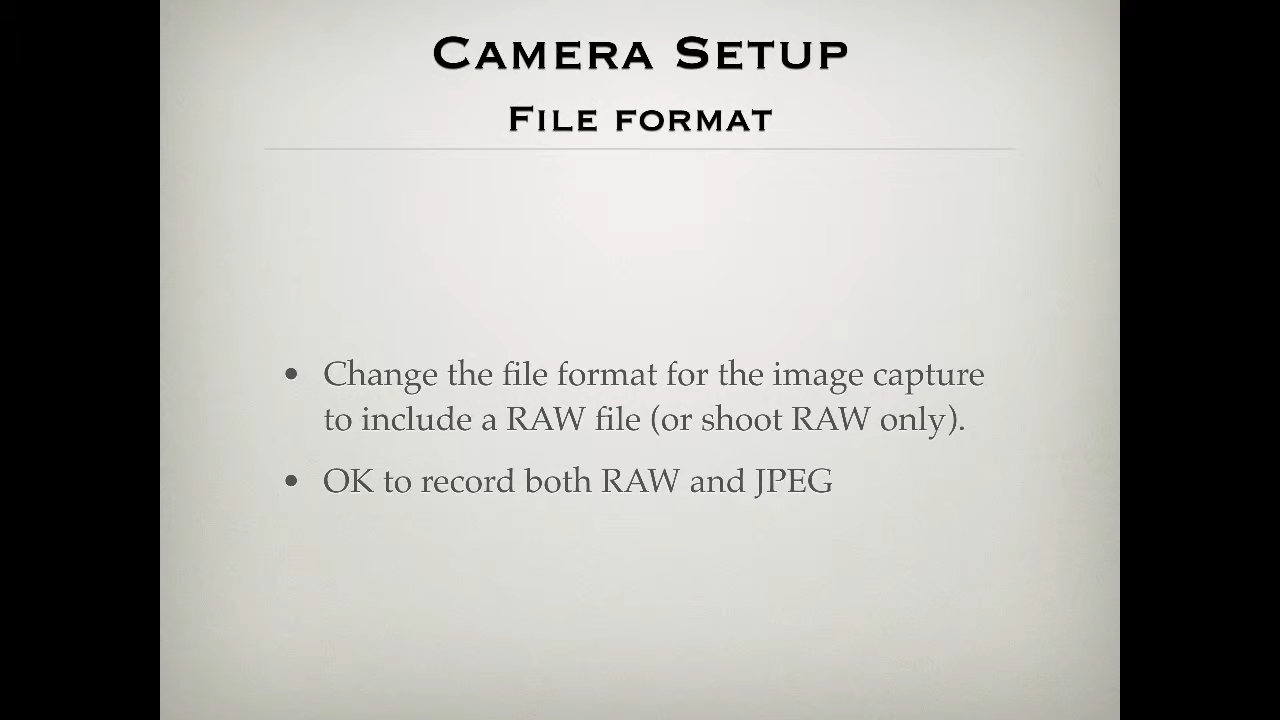 Camera Setup
File format
• Change the file format for the image capture
to include a RAW file (or shoot RAW only).
• OK to record both RAW and JPEG